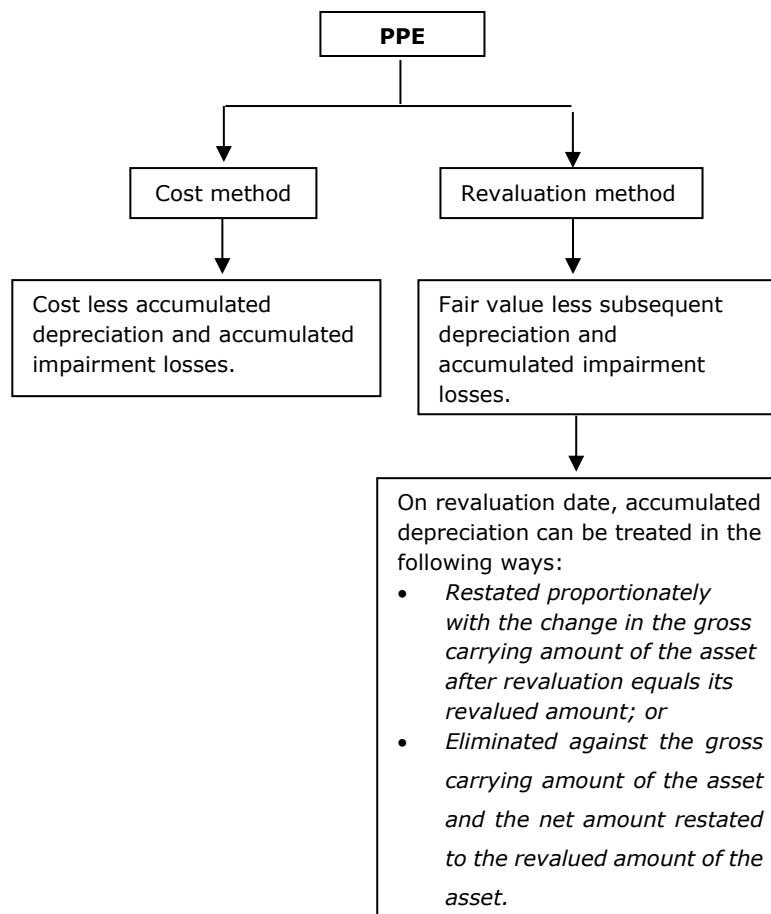 PPE
Cost method
Revaluation method
Cost less accumulated
depreciation and accumulated
impairment losses.
Fair value less subsequent
depreciation and
accumulated impairment
losses.
On revaluation date, accumulated
depreciation can be treated in the
following ways:
• Restated proportionately
with the change in the gross
carrying amount of the asset
after revaluation equals its
revalued amount; or
• Eliminated against the gross
carrying amount of the asset
and the net amount restated
to the revalued amount of the
asset.